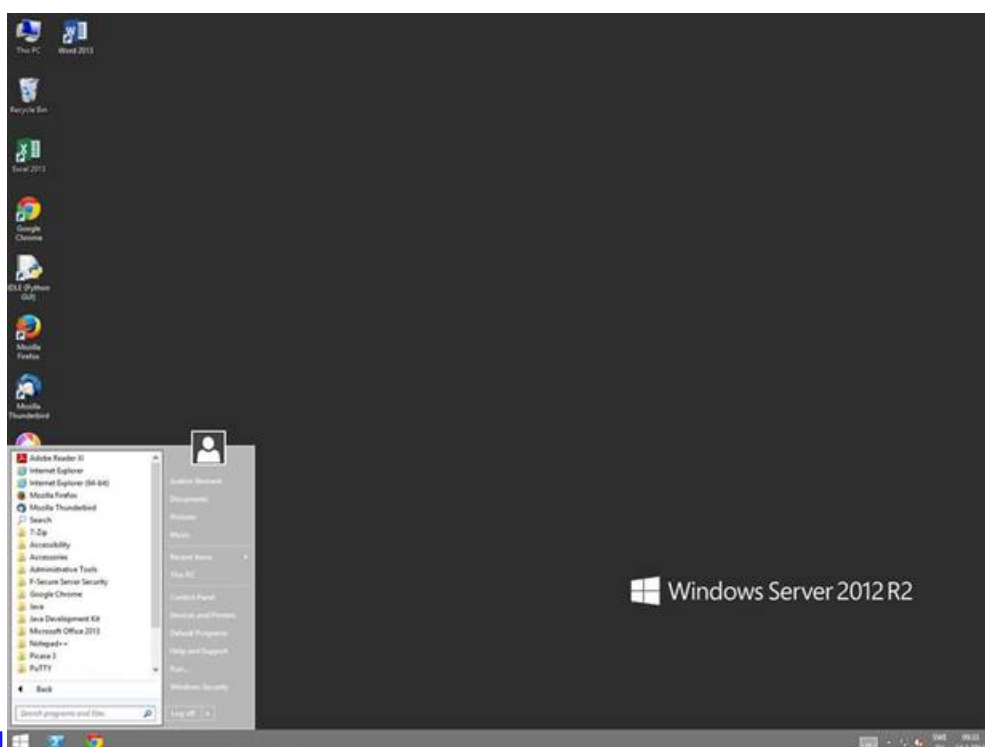 This PC
Word 2013
Recycle Bin
Excel 2013
Google
Chrome
IDLE (Python
GUI)
Mozilla
Firefox
Mozilla
Thunderbird
Adobe Reader XI
Internet Explorer
Internet Explorer (64-bit)
Mozilla Firefox
Mozilla Thunderbird
Search
7-Zip
Accessibility
Accessories
Administrative Tools
F-Secure Server Security
Google Chrome
Java
Java Development Kit
Microsoft Office 2013
Notepad++
Picasa 3
PuTTY
Back
Search programs and files
Documents
Pictures
Music
Recent Items
This PC
Control Panel
Devices and Printers
Default Programs
Help and Support
Run...
Windows Security
Log off
Windows Server 2012 R2
SWE
09:33